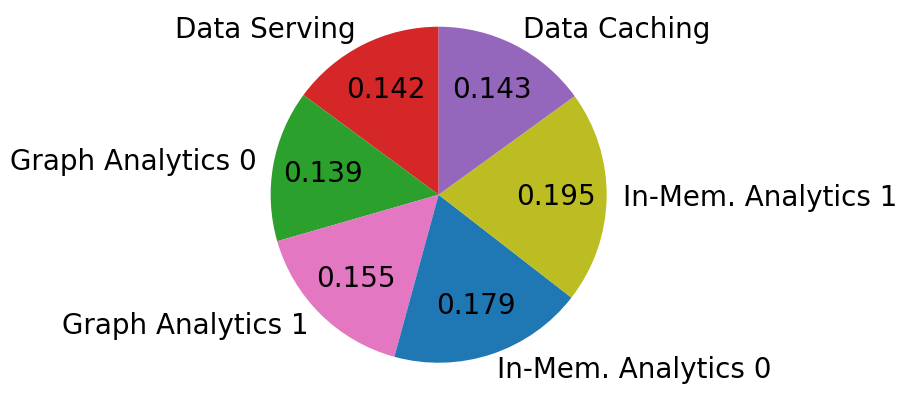 Data Serving
Data Caching
0.142
0.143
Graph Analytics 0
0.139
0.195
In-Mem. Analytics 1
0.155
0.179
Graph Analytics 1
In-Mem. Analytics 0